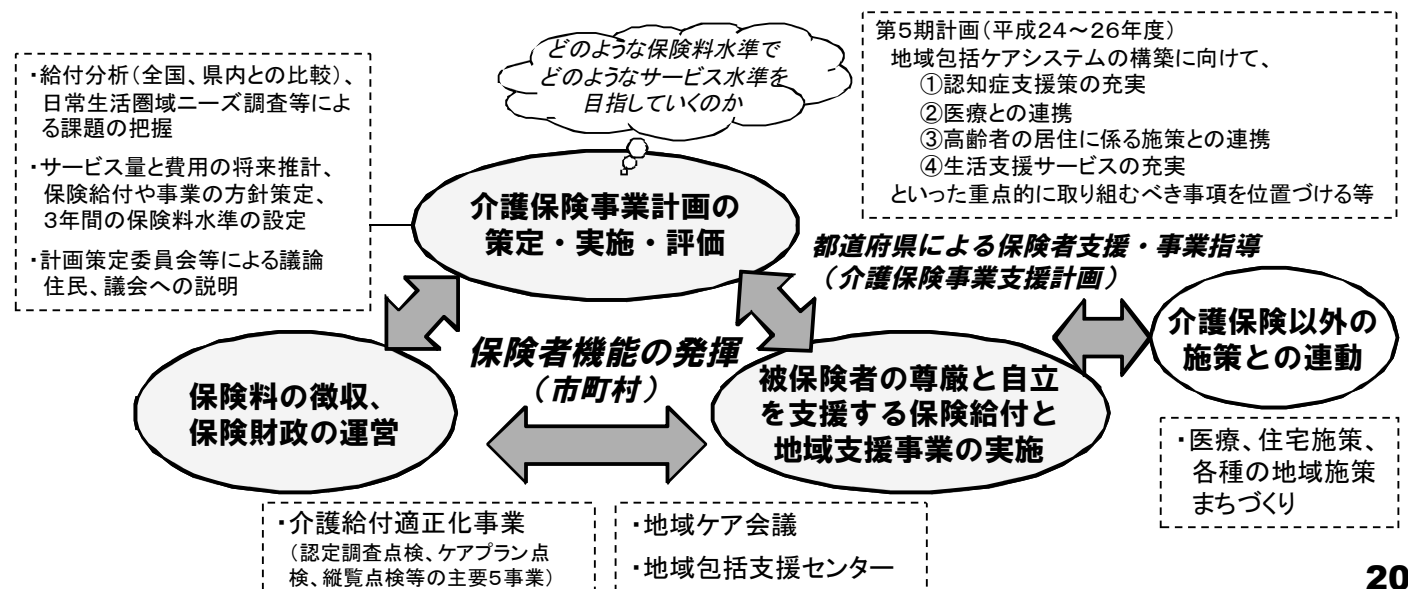 ・給付分析(全国、県内との比較)、
日常生活圏域ニーズ調査等によ
る課題の把握
・サービス量と費用の将来推計、
保険給付や事業の方針策定、
3年間の保険料水準の設定
・計画策定委員会等による議論
住民、議会への説明
どのような保険料水準で
どのようなサービス水準を
目指していくのか
第5期計画(平成24～26年度)
地域包括ケアシステムの構築に向けて、
①認知症支援策の充実
②医療との連携
③高齢者の居住に係る施策との連携
④生活支援サービスの充実
といった重点的に取り組むべき事項を位置づける等
介護保険事業計画の
策定・実施・評価
都道府県による保険者支援・事業指導
(介護保険事業支援計画)
介護保険以外の
施策との連動
保険者機能の発揮
(市町村)
保険料の徴収、
保険財政の運営
被保険者の尊厳と自立
を支援する保険給付と
地域支援事業の実施
・医療、住宅施策、
各種の地域施策
まちづくり
・介護給付適正化事業
(認定調査点検、ケアプラン点
検、縦覧点検等の主要5事業)
・地域ケア会議
・地域包括支援センター
20